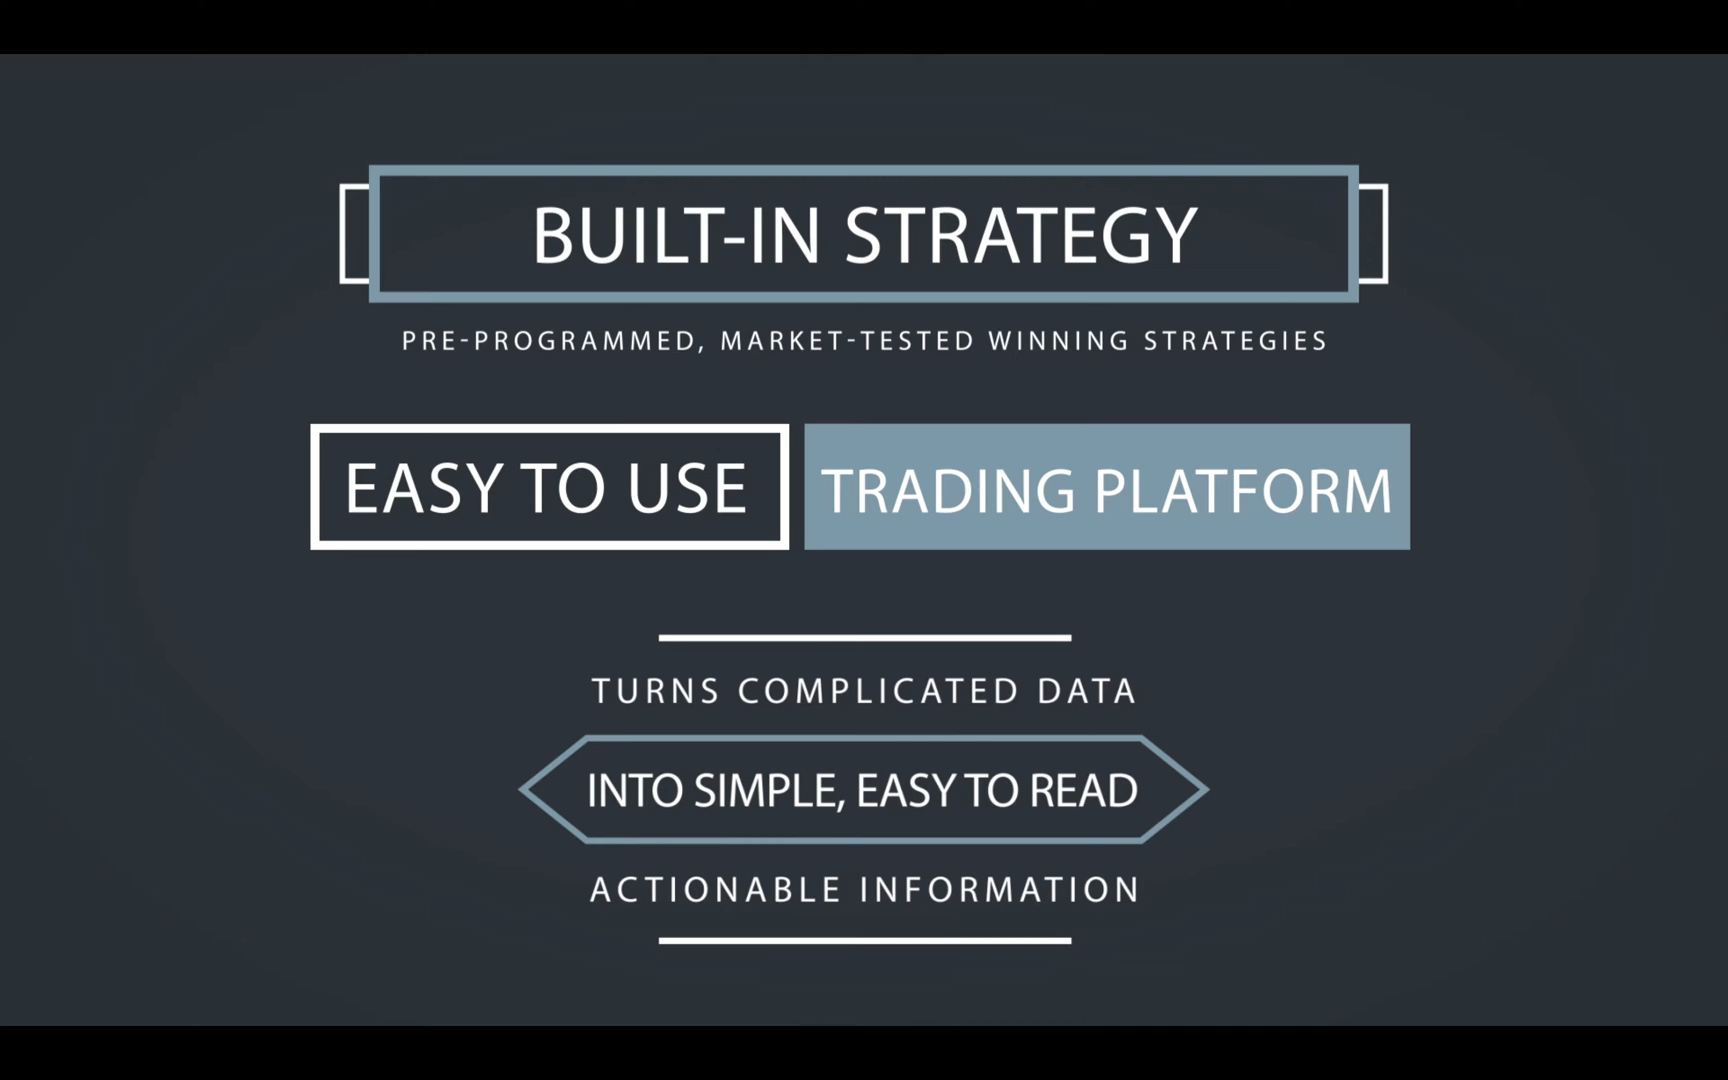 BUILT-IN STRATEGY
PRE-PROGRAMMED, MARKET-TESTED WINNING STRATEGIES
EASY TO USE TRADING PLATFORM
TURNS COMPLICATED DATA
INTO SIMPLE, EASY TO READ
ACTIONABLE INFORMATION